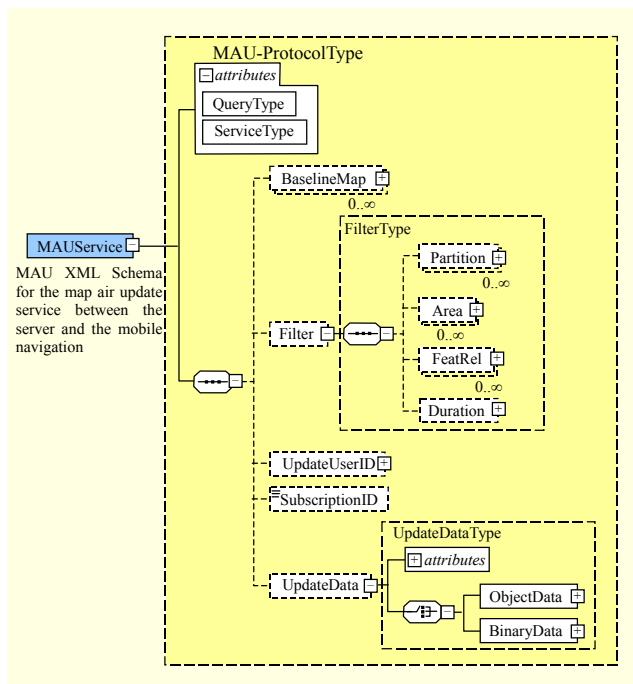 MAU-ProtocolType
attributes
QueryType
ServiceType
BaselineMap
0..∞
FilterType
MAUService
Partition
0..∞
MAU XML Schema
for the map air update
service between the
server and the mobile
navigation
Area
0..∞
Filter
FeatRel
0..∞
Duration
UpdateUserID
SubscriptionID
UpdateDataType
attributes
UpdateData
ObjectData
BinaryData